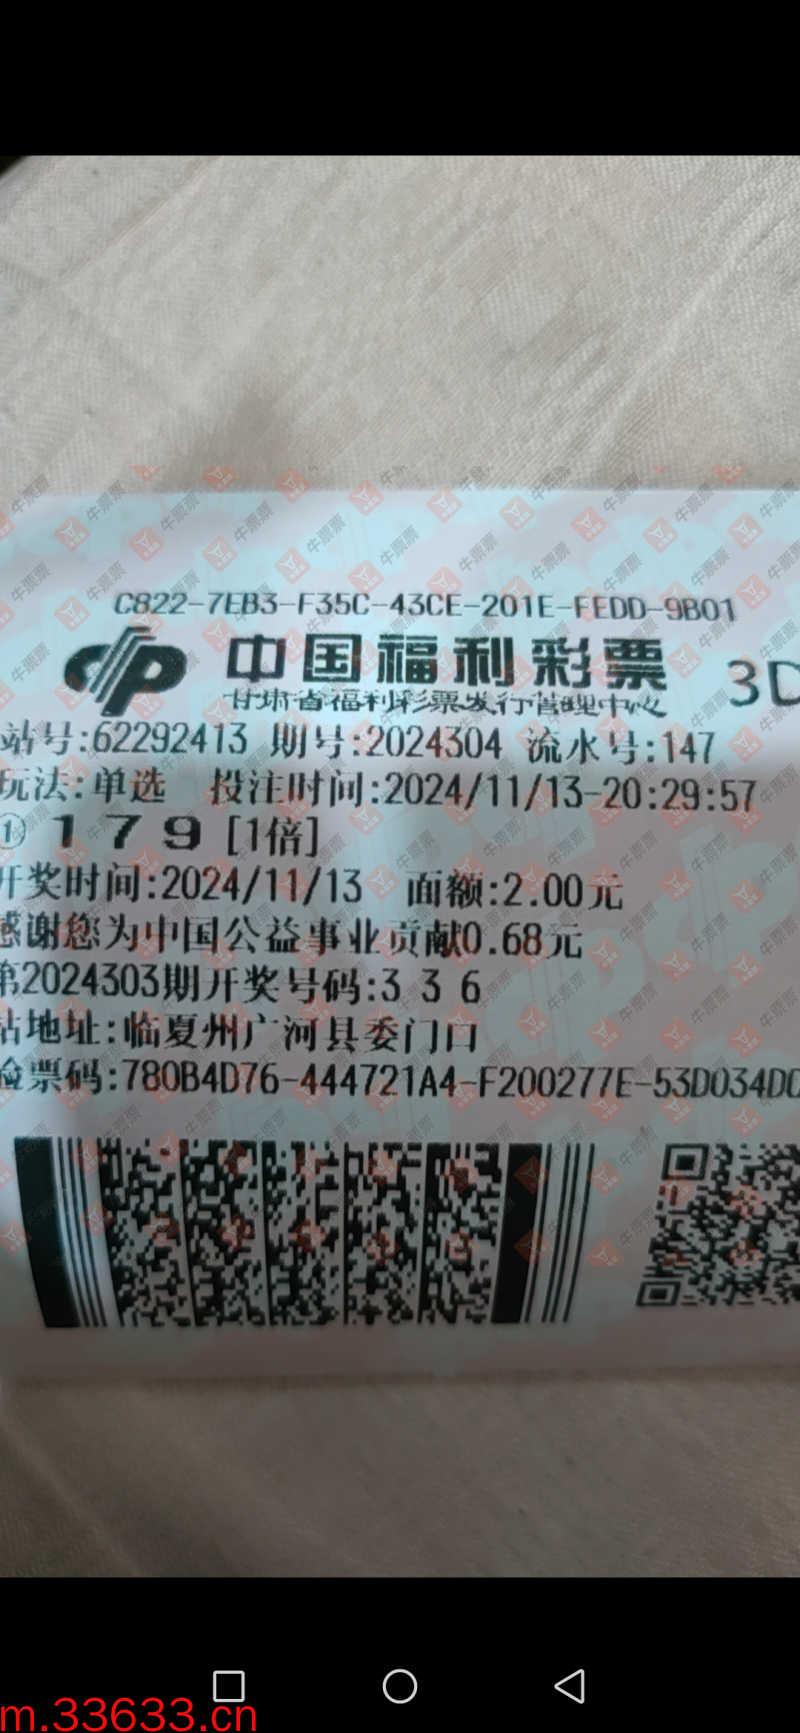 C822-7EB3-F35C-43CE-201E-FEDD-9B01
中国福利彩票
甘肃省福利彩票发行管理中心
3D
站号:62292413 期号:2024304 流水号:147
玩法:单选 投注时间:2024/11/13-20:29:57
① 1 7 9 [1倍]
开奖时间:2024/11/13 面额:2.00元
感谢您为中国公益事业贡献0.68元
第2024303期开奖号码:3 3 6
站地址:临夏州广河县委门口
验票码:780B4D76-444721A4-F200277E-53D034DC
牛票票
m.33633.cn